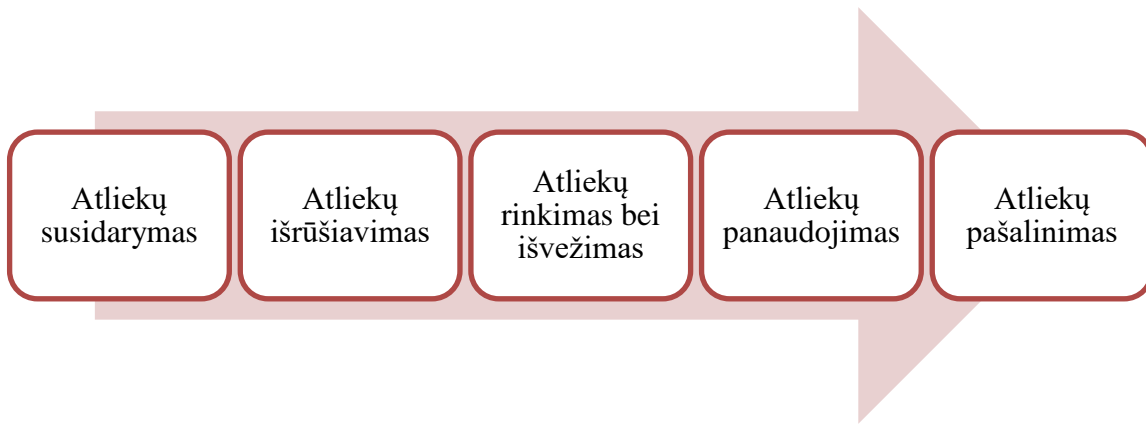 Atliekų
susidarymas
Atliekų
išrūšiavimas
Atliekų
rinkimas bei
išvežimas
Atliekų
panaudojimas
Atliekų
pašalinimas